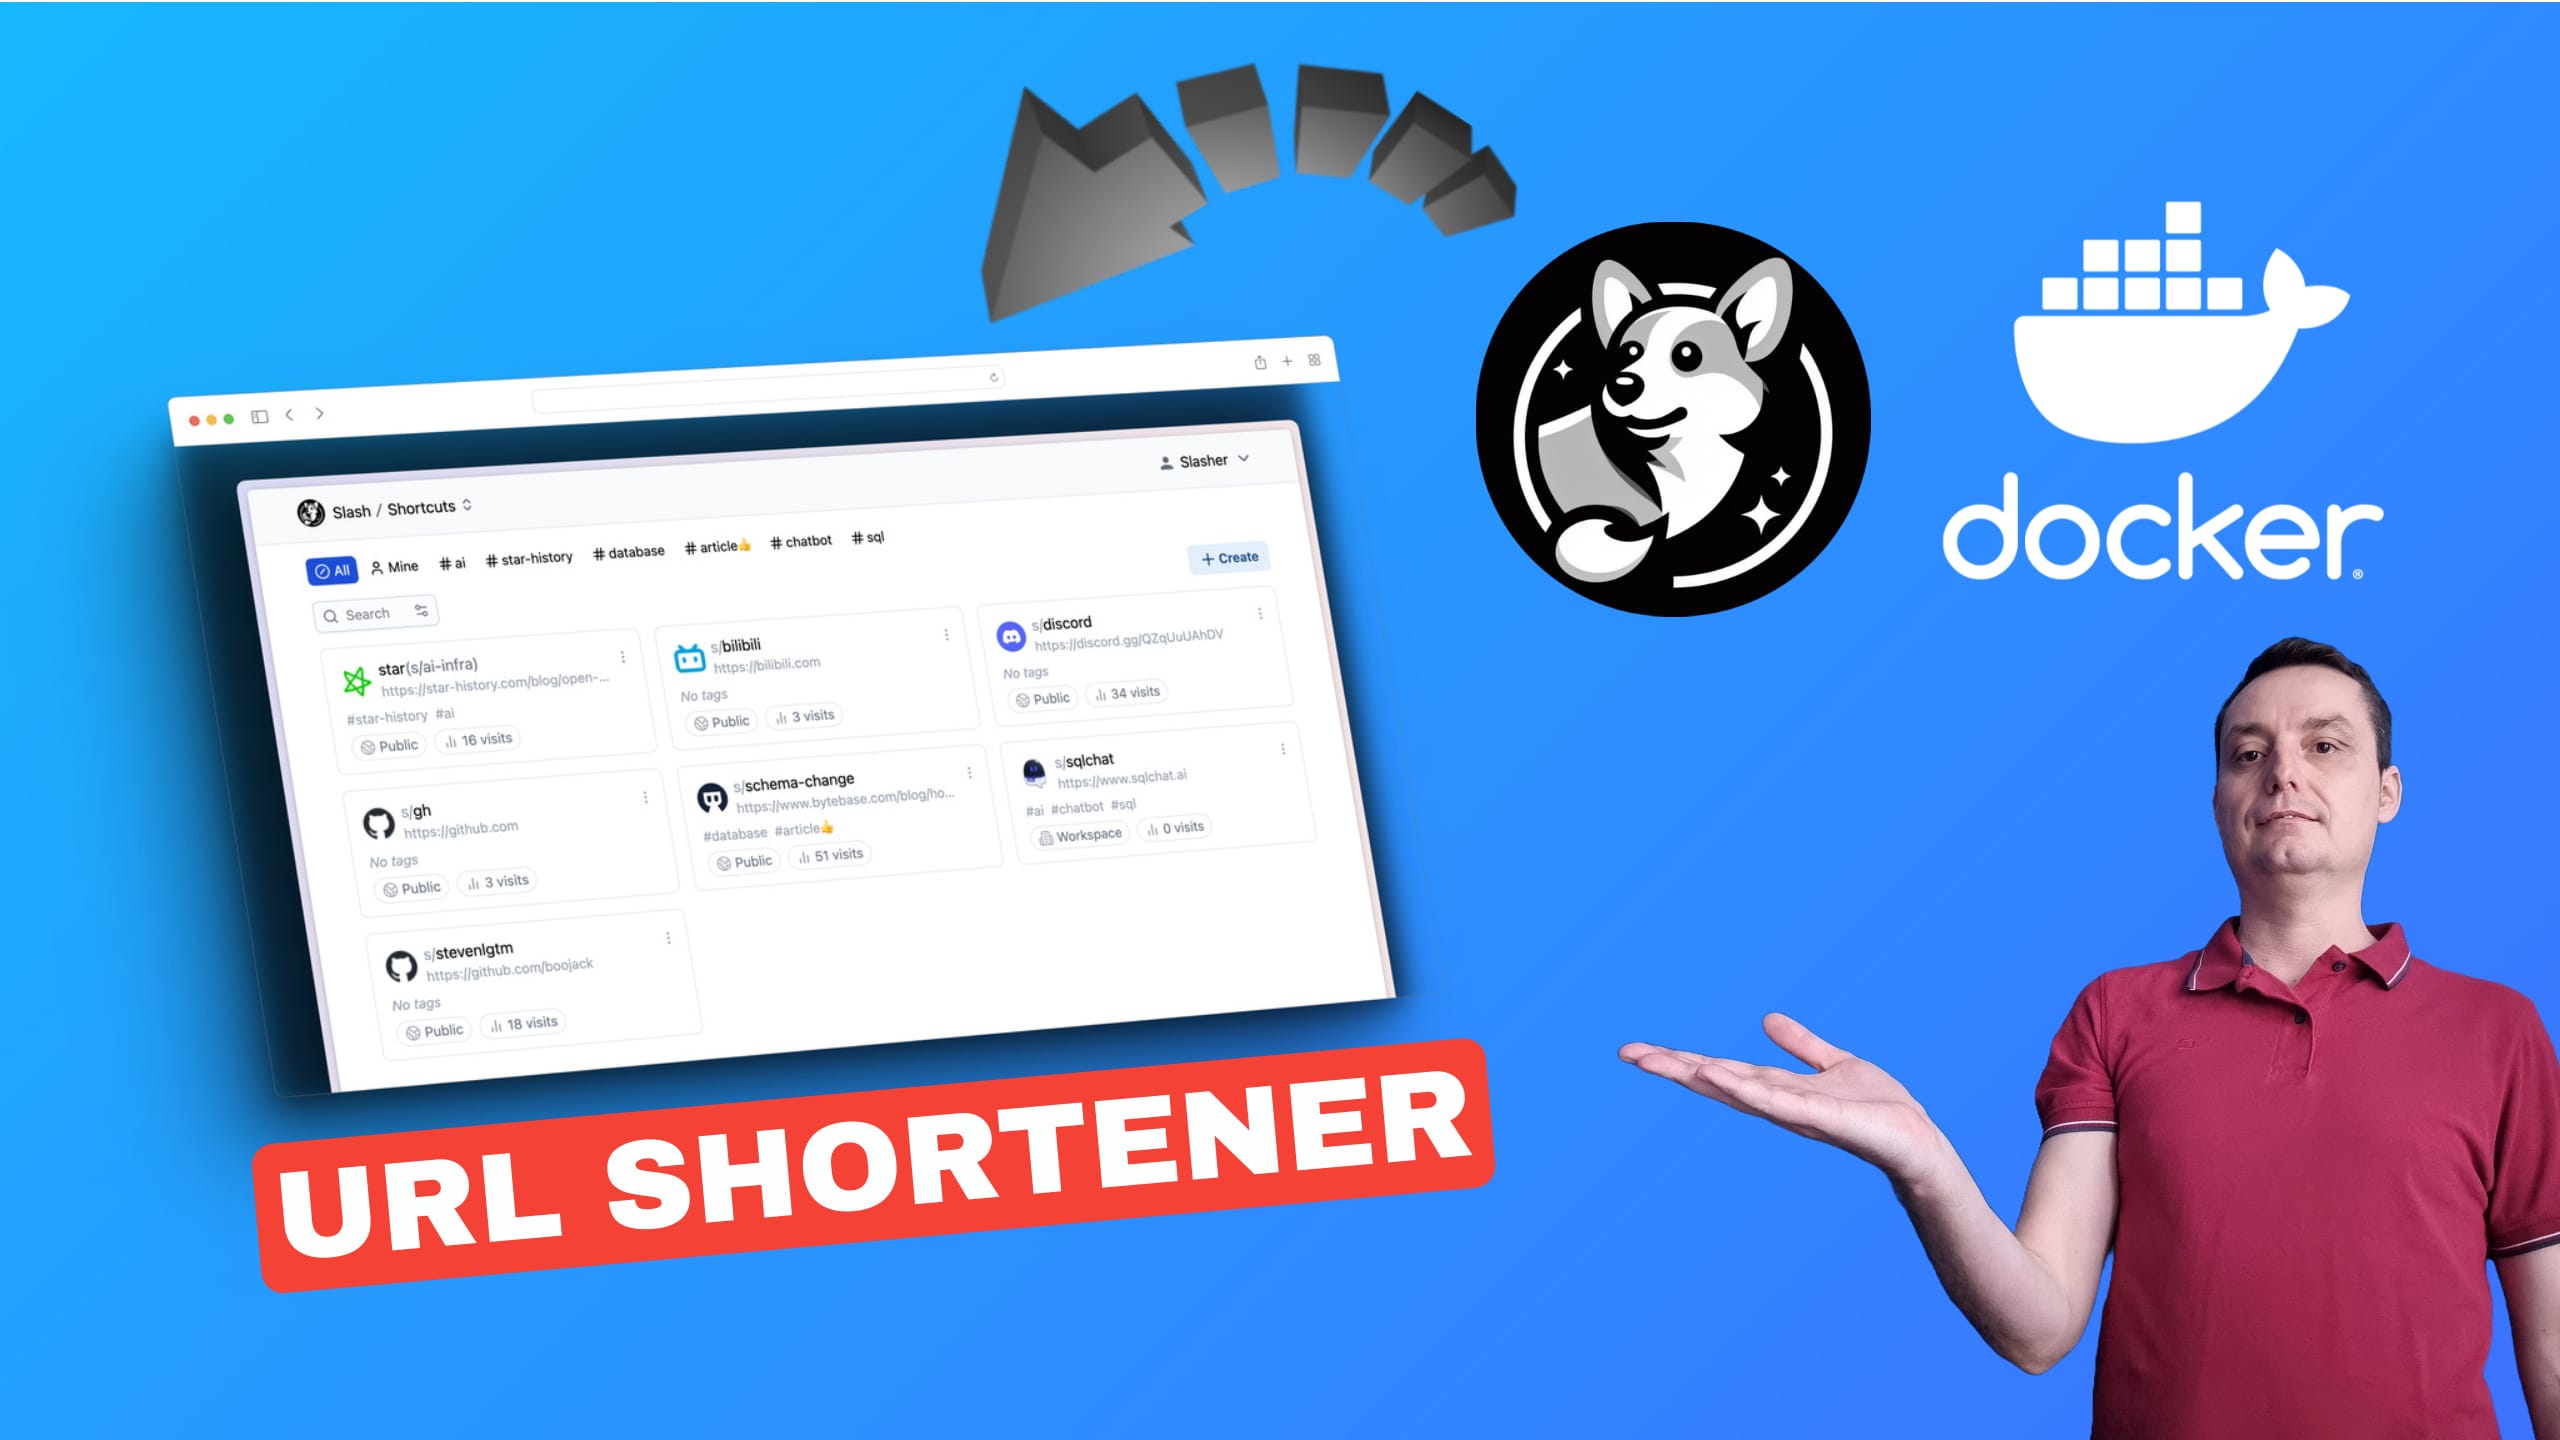 docker®
Slash / Shortcuts
Slasher
All Mine # ai # star-history # database # article👍 # chatbot # sql
+ Create
Search
star(s/ai-infra)
https://star-history.com/blog/open-...
#star-history #ai
Public 16 visits
s/bilibili
https://bilibili.com
No tags
Public 3 visits
s/discord
https://discord.gg/QZqUuUAhDV
No tags
Public 34 visits
s/gh
https://github.com
No tags
Public 3 visits
s/schema-change
https://www.bytebase.com/blog/ho...
#database #article👍
Public 51 visits
s/sqlchat
https://www.sqlchat.ai
#ai #chatbot #sql
Workspace 0 visits
s/stevenlgtm
https://github.com/boojack
No tags
Public 18 visits
URL SHORTENER